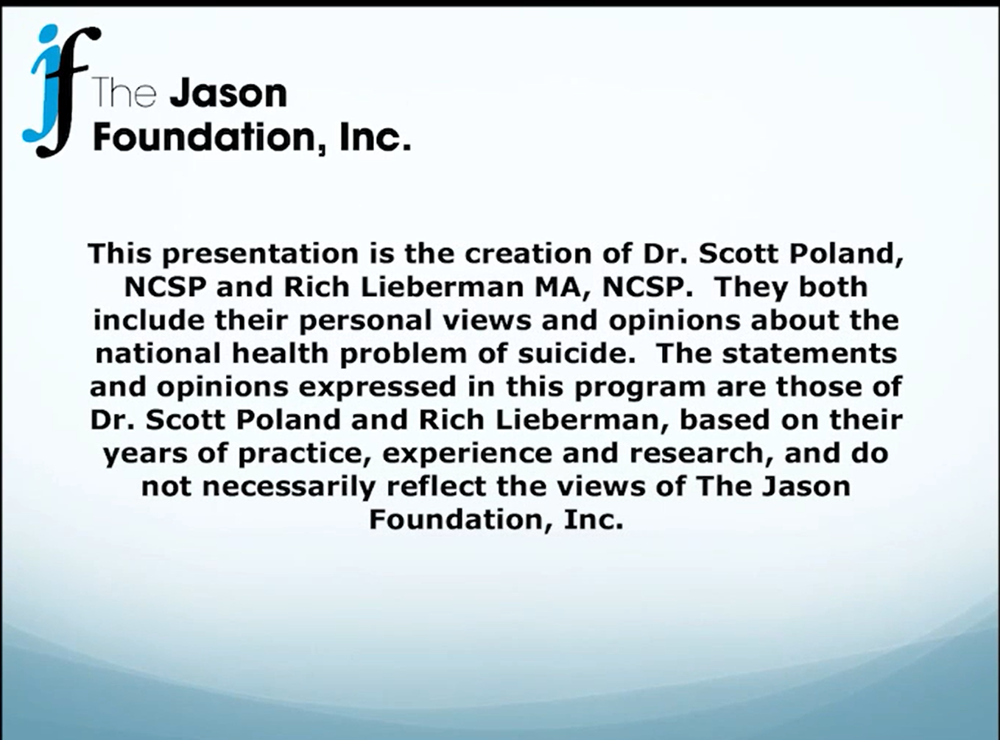 The Jason
Foundation, Inc.
This presentation is the creation of Dr. Scott Poland,
NCSP and Rich Lieberman MA, NCSP.  They both
include their personal views and opinions about the
national health problem of suicide.  The statements
and opinions expressed in this program are those of
Dr. Scott Poland and Rich Lieberman, based on their
years of practice, experience and research, and do
not necessarily reflect the views of The Jason
Foundation, Inc.